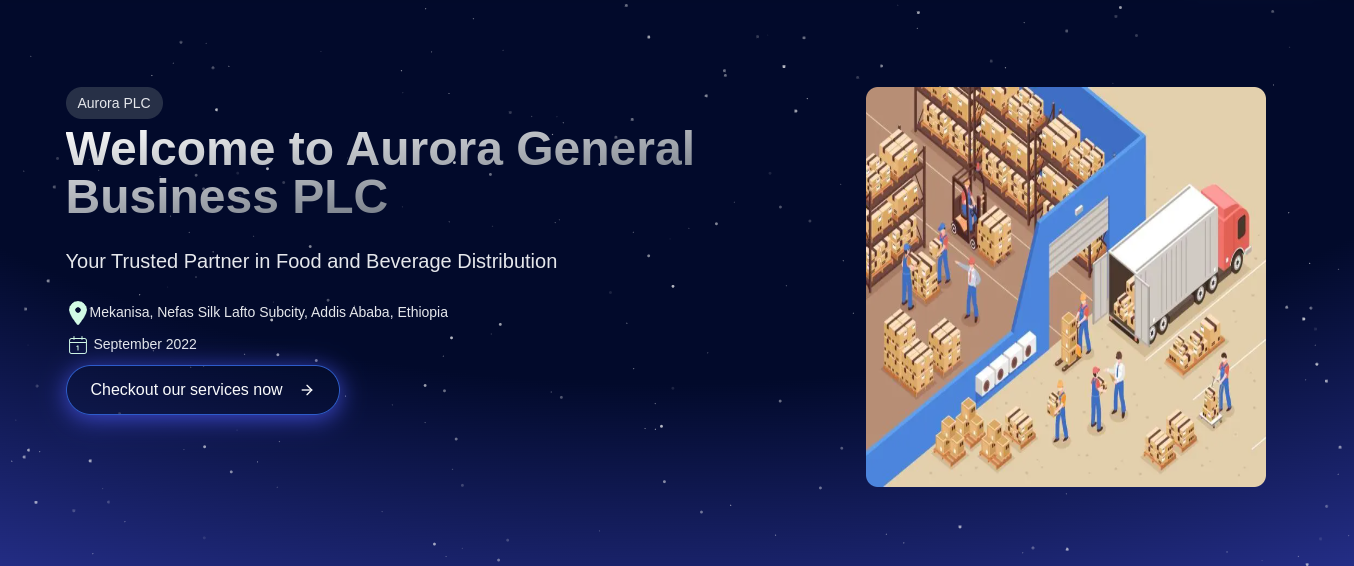 Aurora PLC
Welcome to Aurora General
Business PLC
Your Trusted Partner in Food and Beverage Distribution
Mekanisa, Nefas Silk Lafto Subcity, Addis Ababa, Ethiopia
September 2022
Checkout our services now